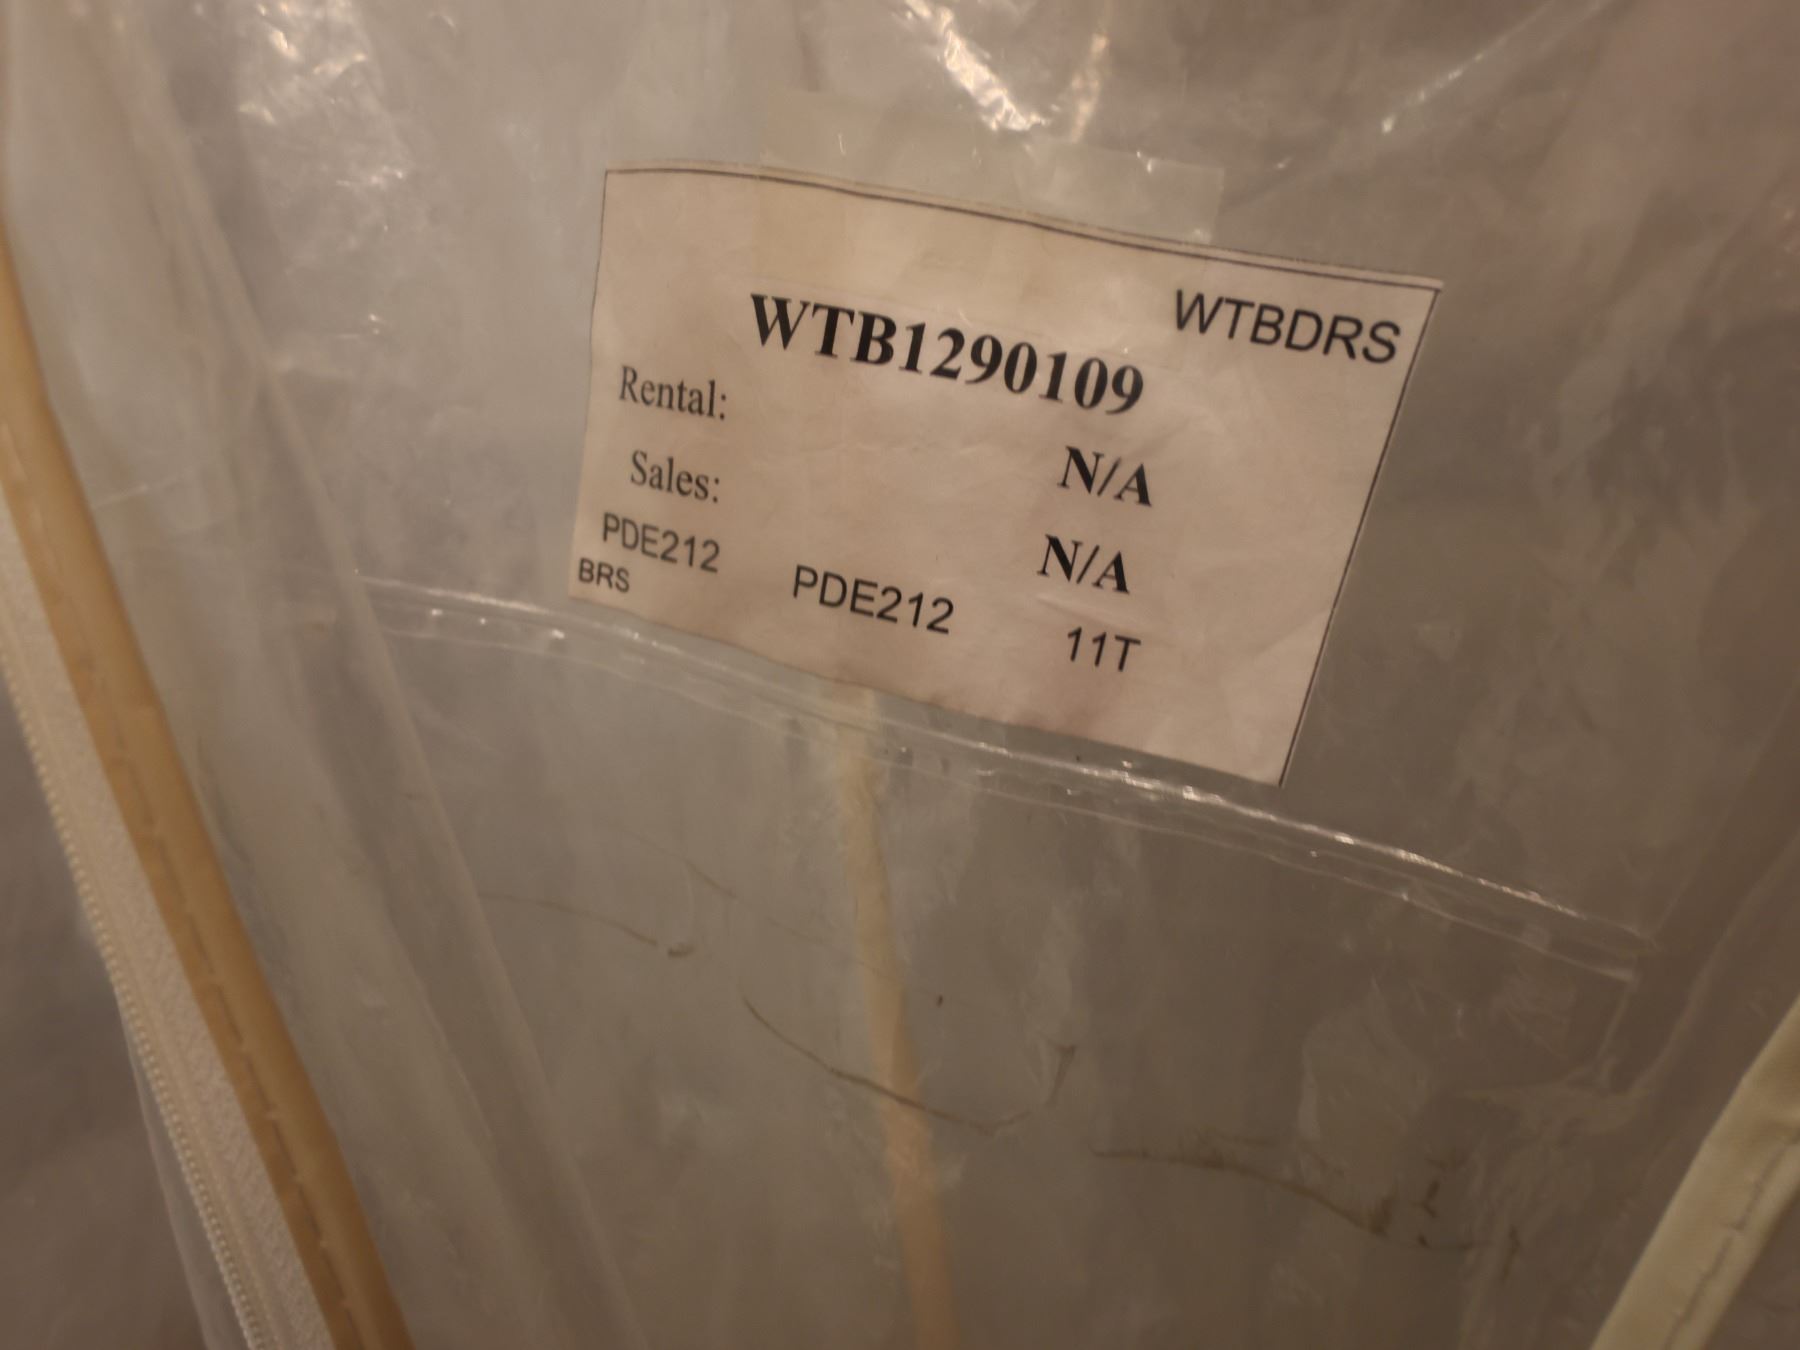 WTBDRS
WTB1290109
Rental: N/A
Sales: N/A
PDE212 PDE212 11T
BRS